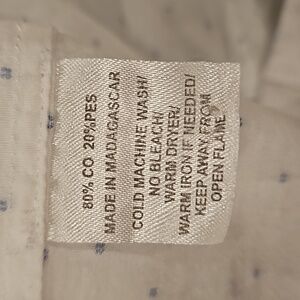 80% CO 20%PES
MADE IN MADAGASCAR
COLD MACHINE WASH/
NO BLEACH/
WARM DRYER/
WARM IRON IF NEEDED/
KEEP AWAY FROM
OPEN FLAME